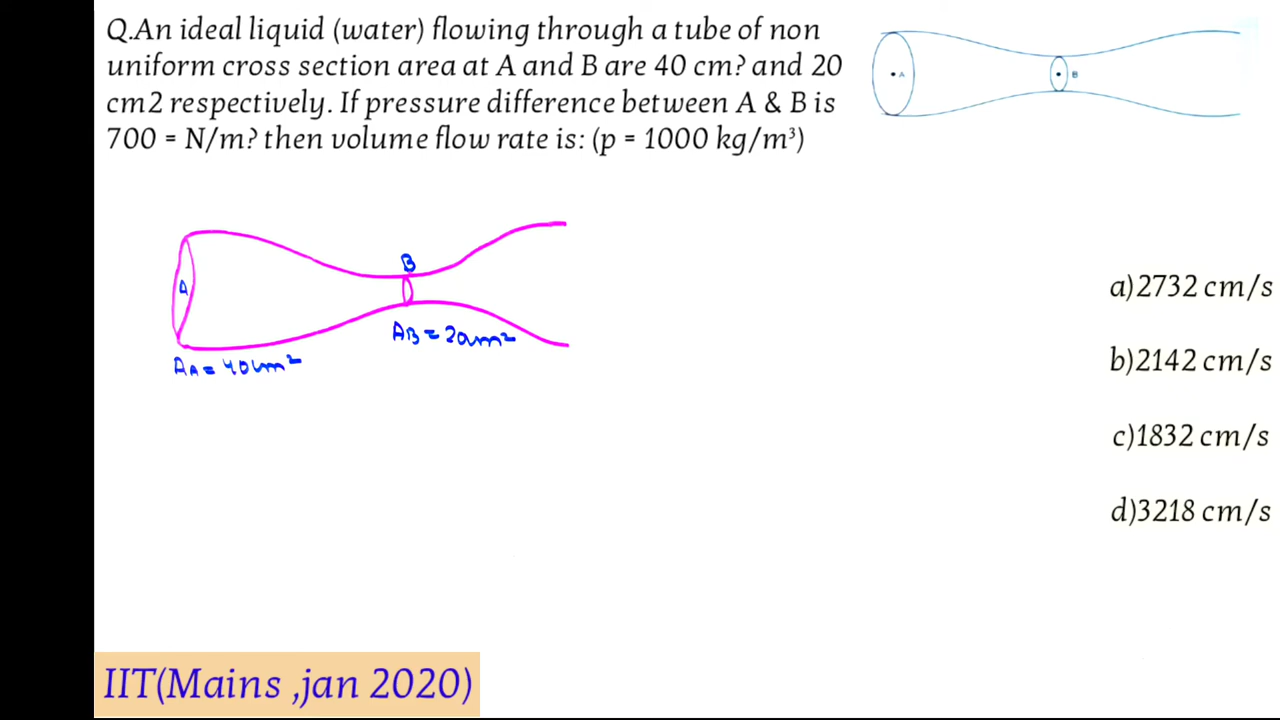 Q.An ideal liquid (water) flowing through a tube of non
uniform cross section area at A and B are 40 cm? and 20
cm2 respectively. If pressure difference between A & B is
700 = N/m? then volume flow rate is: (p = 1000 kg/m³)
A
B
B
A
A_B = 20cm²
A_A = 40cm²
a)2732 cm/s
b)2142 cm/s
c)1832 cm/s
d)3218 cm/s
IIT(Mains ,jan 2020)